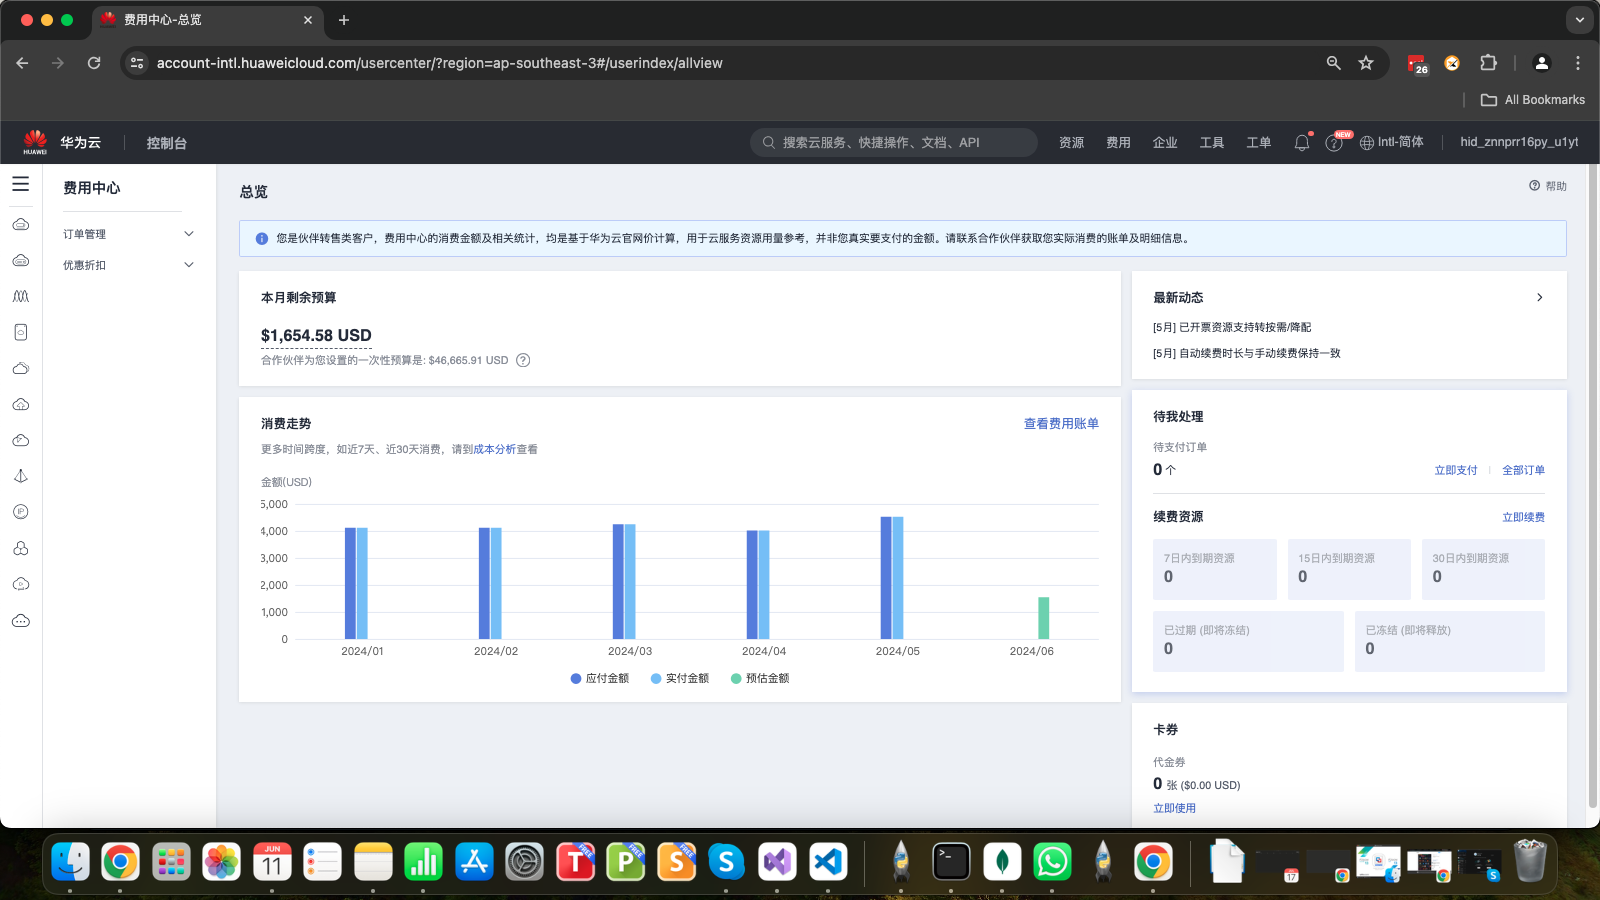 费用中心-总览
account-intl.huaweicloud.com/usercenter/?region=ap-southeast-3#/userindex/allview
26
All Bookmarks
HUAWEI
华为云
控制台
搜索云服务、快捷操作、文档、API
资源
费用
企业
工具
工单
NEW
Intl-简体
hid_znnprr16py_u1yt
费用中心
订单管理
优惠折扣
总览
帮助
您是伙伴转售类客户，费用中心的消费金额及相关统计，均是基于华为云官网价计算，用于云服务资源用量参考，并非您真实要支付的金额。请联系合作伙伴获取您实际消费的账单及明细信息。
本月剩余预算
$1,654.58 USD
合作伙伴为您设置的一次性预算是: $46,665.91 USD
最新动态
[5月] 已开票资源支持转按需/降配
[5月] 自动续费时长与手动续费保持一致
消费走势
查看费用账单
更多时间跨度，如近7天、近30天消费，请到成本分析查看
金额(USD)
5,000
4,000
3,000
2,000
1,000
0
2024/01
2024/02
2024/03
2024/04
2024/05
2024/06
应付金额
实付金额
预估金额
待我处理
待支付订单
0 个
立即支付
全部订单
续费资源
立即续费
7日内到期资源
0
15日内到期资源
0
30日内到期资源
0
已过期 (即将冻结)
0
已冻结 (即将释放)
0
卡券
代金券
0 张 ($0.00 USD)
立即使用
JUN
11
T
FREE
P
FREE
S
FREE
S
17